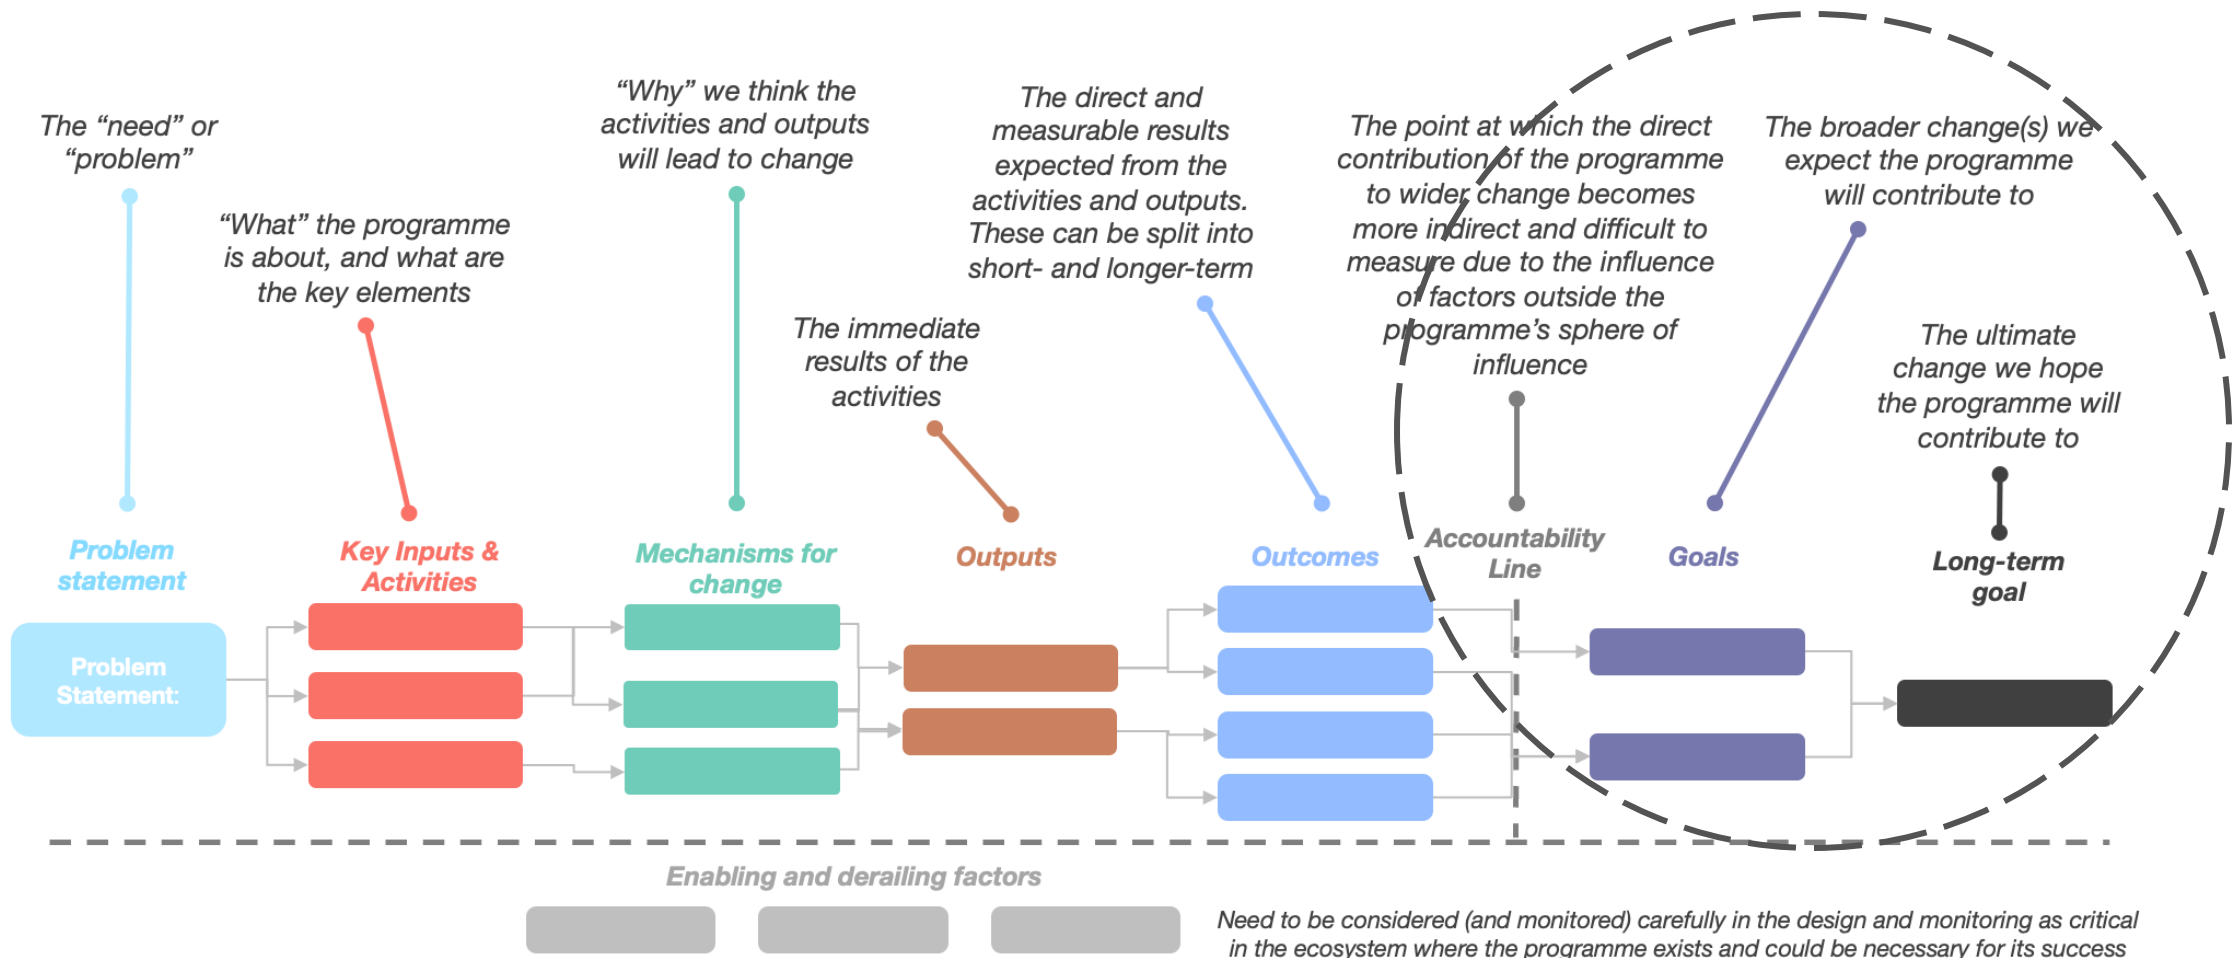 The “need” or
“problem”
“What” the programme
is about, and what are
the key elements
“Why” we think the
activities and outputs
will lead to change
The immediate
results of the
activities
The direct and
measurable results
expected from the
activities and outputs.
These can be split into
short- and longer-term
The point at which the direct
contribution of the programme
to wider change becomes
more indirect and difficult to
measure due to the influence
of factors outside the
programme’s sphere of
influence
The broader change(s) we
expect the programme
will contribute to
The ultimate
change we hope
the programme will
contribute to
Problem
statement
Key Inputs &
Activities
Mechanisms for
change
Outputs
Outcomes
Accountability
Line
Goals
Long-term
goal
Problem
Statement:
Enabling and derailing factors
Need to be considered (and monitored) carefully in the design and monitoring as critical
in the ecosystem where the programme exists and could be necessary for its success